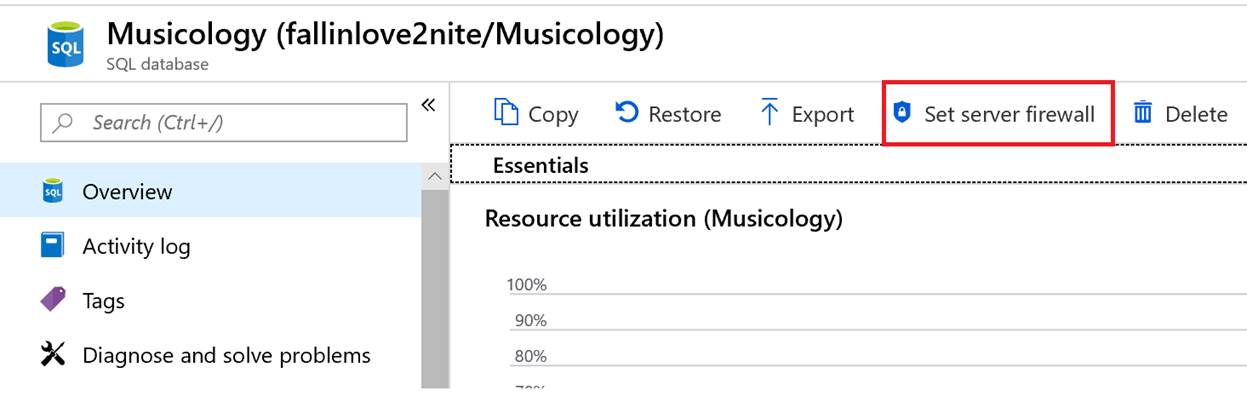 SQL
Musicology (fallinlove2nite/Musicology)
SQL database
Search (Ctrl+/)
Copy
Restore
Export
Set server firewall
Delete
Essentials
SQL
Overview
Activity log
Tags
Diagnose and solve problems
Resource utilization (Musicology)
100%
90%
80%